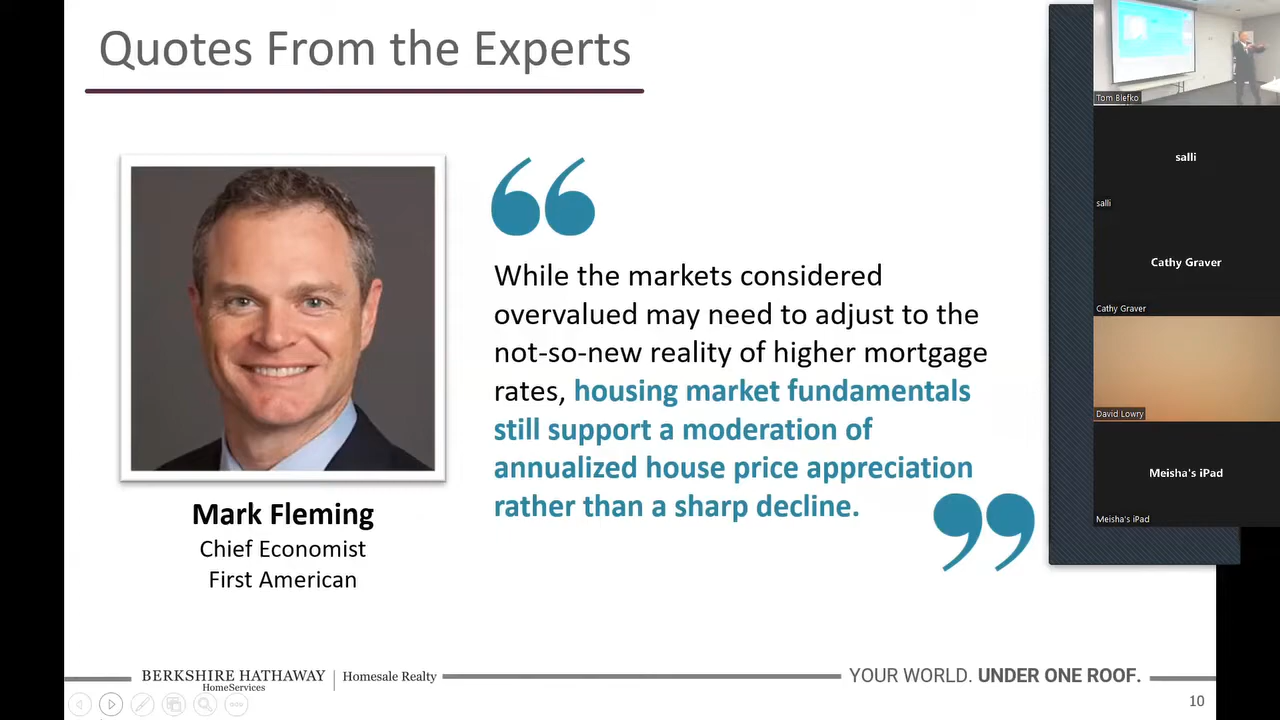 Quotes From the Experts
While the markets considered
overvalued may need to adjust to the
not-so-new reality of higher mortgage
rates, housing market fundamentals
still support a moderation of
annualized house price appreciation
rather than a sharp decline.
Mark Fleming
Chief Economist
First American
BERKSHIRE HATHAWAY
HomeServices
Homesale Realty
YOUR WORLD. UNDER ONE ROOF.
10
Tom Blefko
salli
salli
Cathy Graver
Cathy Graver
David Lowry
Meisha's iPad
Meisha's iPad